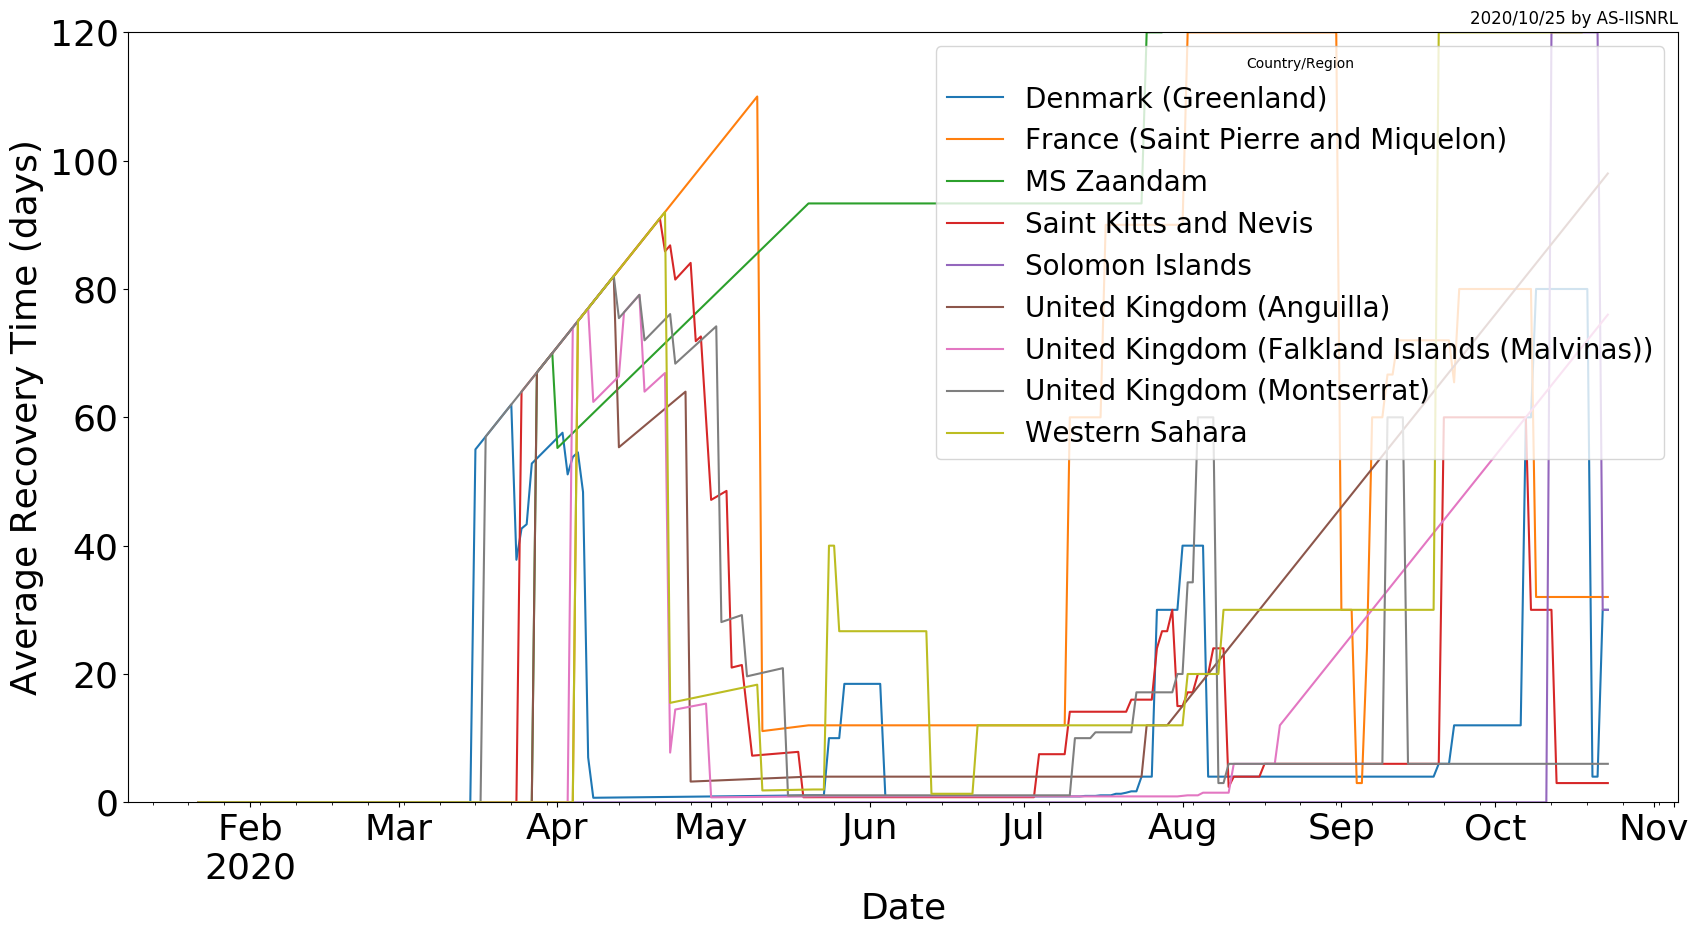 2020/10/25 by AS-IISNRL
120
100
80
60
40
20
0
Average Recovery Time (days)
Country/Region
Denmark (Greenland)
France (Saint Pierre and Miquelon)
MS Zaandam
Saint Kitts and Nevis
Solomon Islands
United Kingdom (Anguilla)
United Kingdom (Falkland Islands (Malvinas))
United Kingdom (Montserrat)
Western Sahara
Feb Mar Apr May Jun Jul Aug Sep Oct Nov
2020
Date